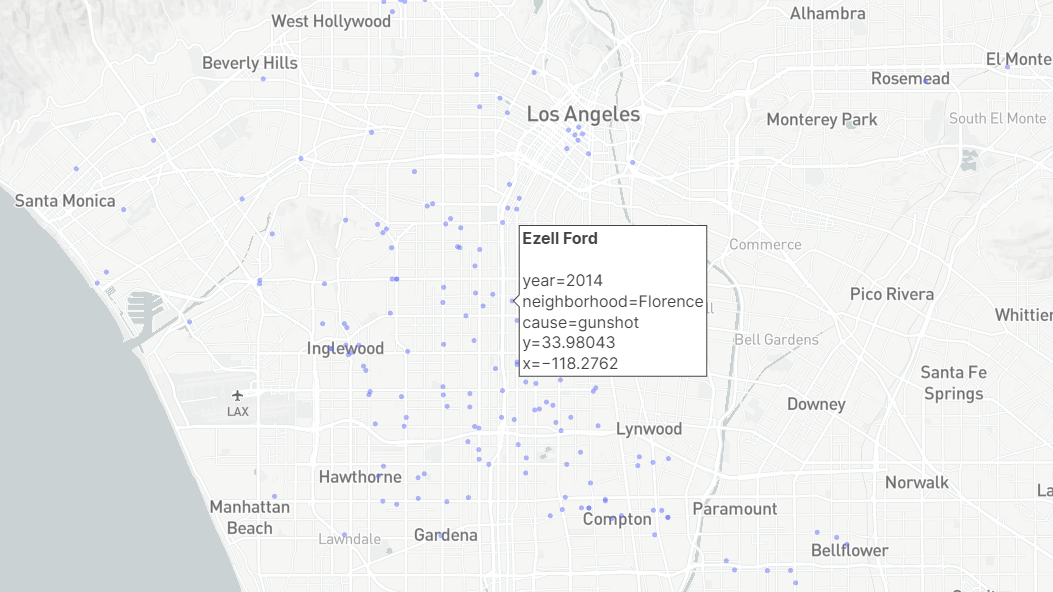 West Hollywood
Alhambra
Beverly Hills
El Monte
Rosemead
Los Angeles
Monterey Park
South El Monte
Santa Monica
Ezell Ford
year=2014
neighborhood=Florence
cause=gunshot
y=33.98043
x=−118.2762
Commerce
Pico Rivera
Whittier
Bell Gardens
Inglewood
Santa Fe
Springs
LAX
Downey
Lynwood
Hawthorne
Norwalk
Manhattan
Beach
Compton
Paramount
Lawndale
Gardena
Bellflower